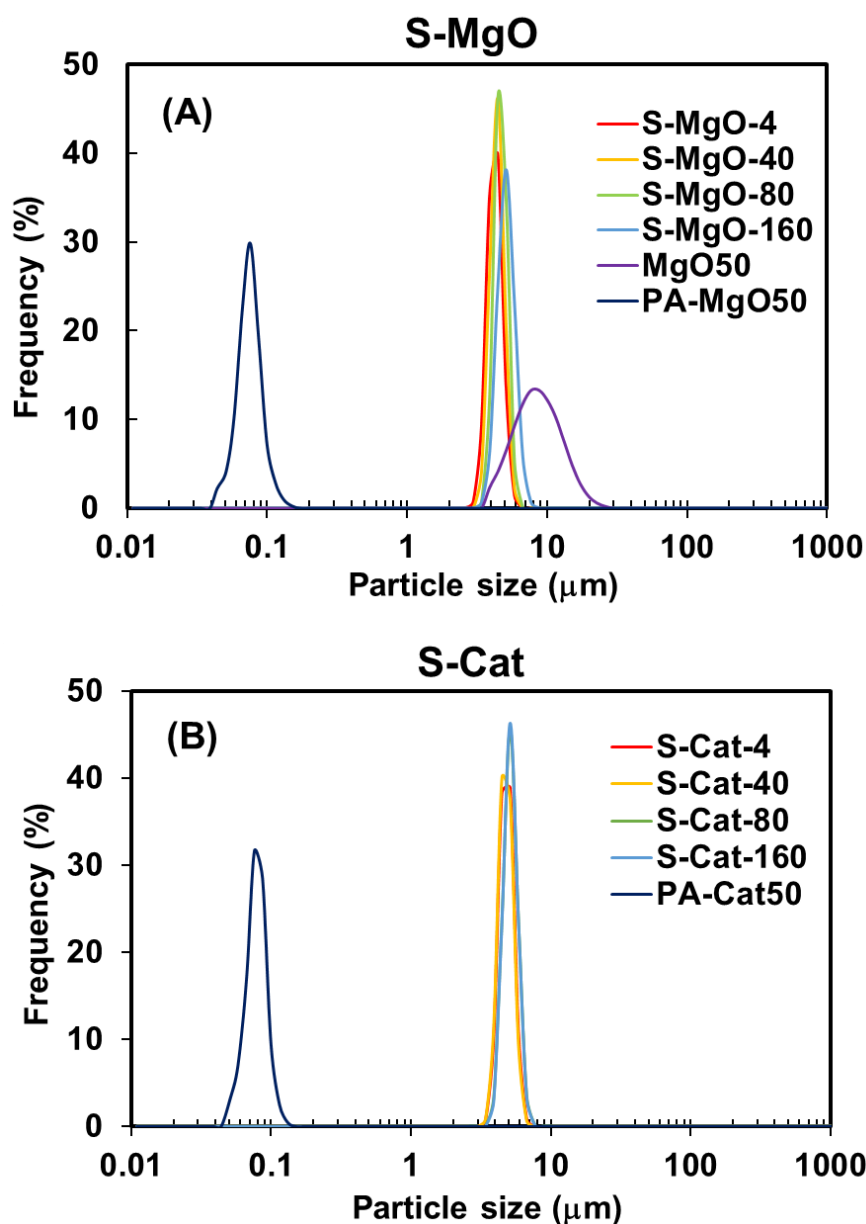 S-MgO
(A)
50
40
30
20
10
0
Frequency (%)
S-MgO-4
S-MgO-40
S-MgO-80
S-MgO-160
MgO50
PA-MgO50
0.01 0.1 1 10 100 1000
Particle size (μm)
S-Cat
(B)
50
40
30
20
10
0
Frequency (%)
S-Cat-4
S-Cat-40
S-Cat-80
S-Cat-160
PA-Cat50
0.01 0.1 1 10 100 1000
Particle size (μm)